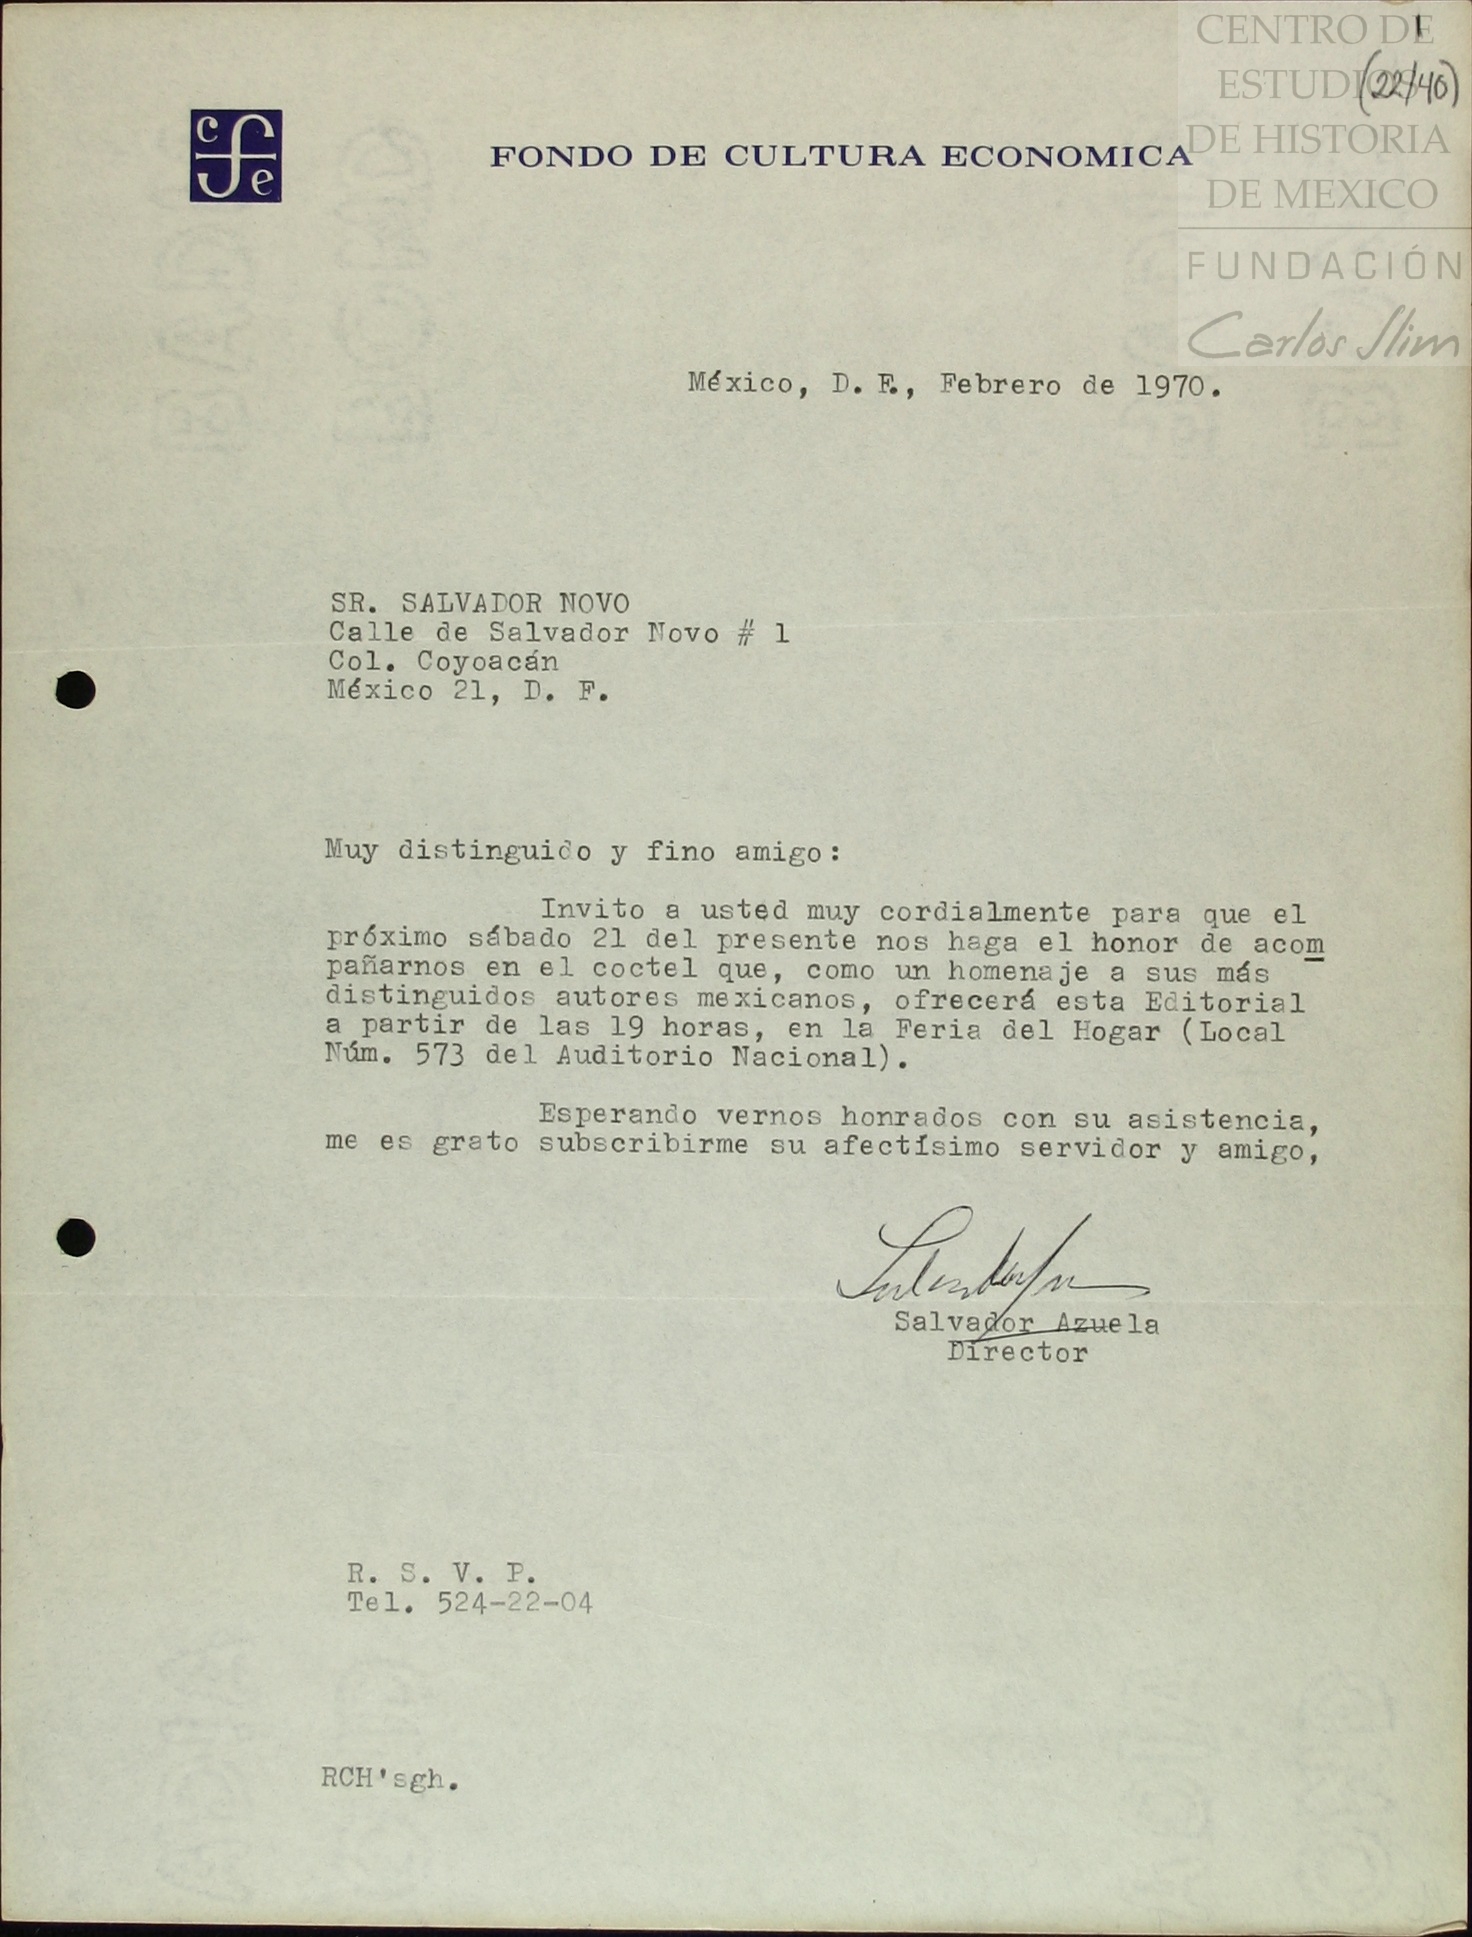 CENTRO DE
ESTUDIOS
DE HISTORIA
DE MEXICO
FUNDACIÓN
Carlos Slim
1
(22/40)
c f e
FONDO DE CULTURA ECONOMICA
México, D. F., Febrero de 1970.
SR. SALVADOR NOVO
Calle de Salvador Novo # 1
Col. Coyoacán
México 21, D. F.
Muy distinguido y fino amigo:
Invito a usted muy cordialmente para que el
próximo sábado 21 del presente nos haga el honor de acom
pañarnos en el coctel que, como un homenaje a sus más
distinguidos autores mexicanos, ofrecerá esta Editorial
a partir de las 19 horas, en la Feria del Hogar (Local
Núm. 573 del Auditorio Nacional).
Esperando vernos honrados con su asistencia,
me es grato subscribirme su afectísimo servidor y amigo,
Salvador Azuela
Director
R. S. V. P.
Tel. 524-22-04
RCH'sgh.